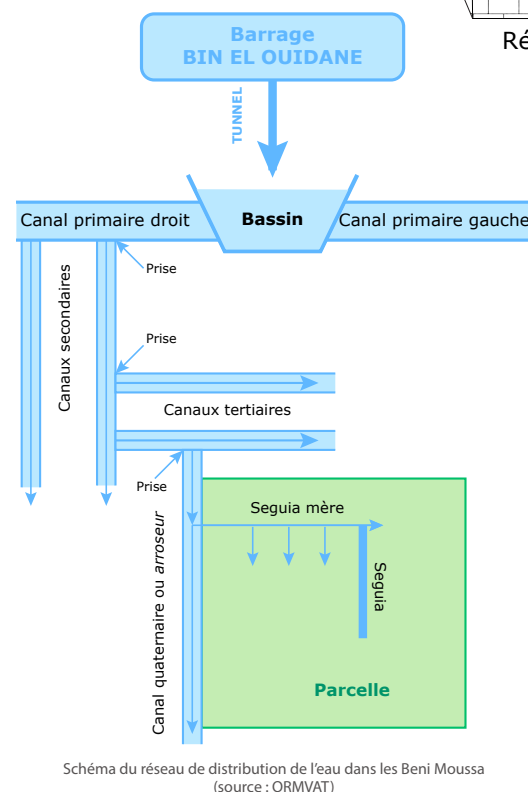 Ré
Barrage
BIN EL OUIDANE
TUNNEL
Canal primaire droit
Bassin
Canal primaire gauche
Prise
Canaux secondaires
Prise
Canaux tertiaires
Prise
Seguia mère
Canal quaternaire ou arroseur
Seguia
Parcelle
Schéma du réseau de distribution de l’eau dans les Beni Moussa
(source : ORMVAT)